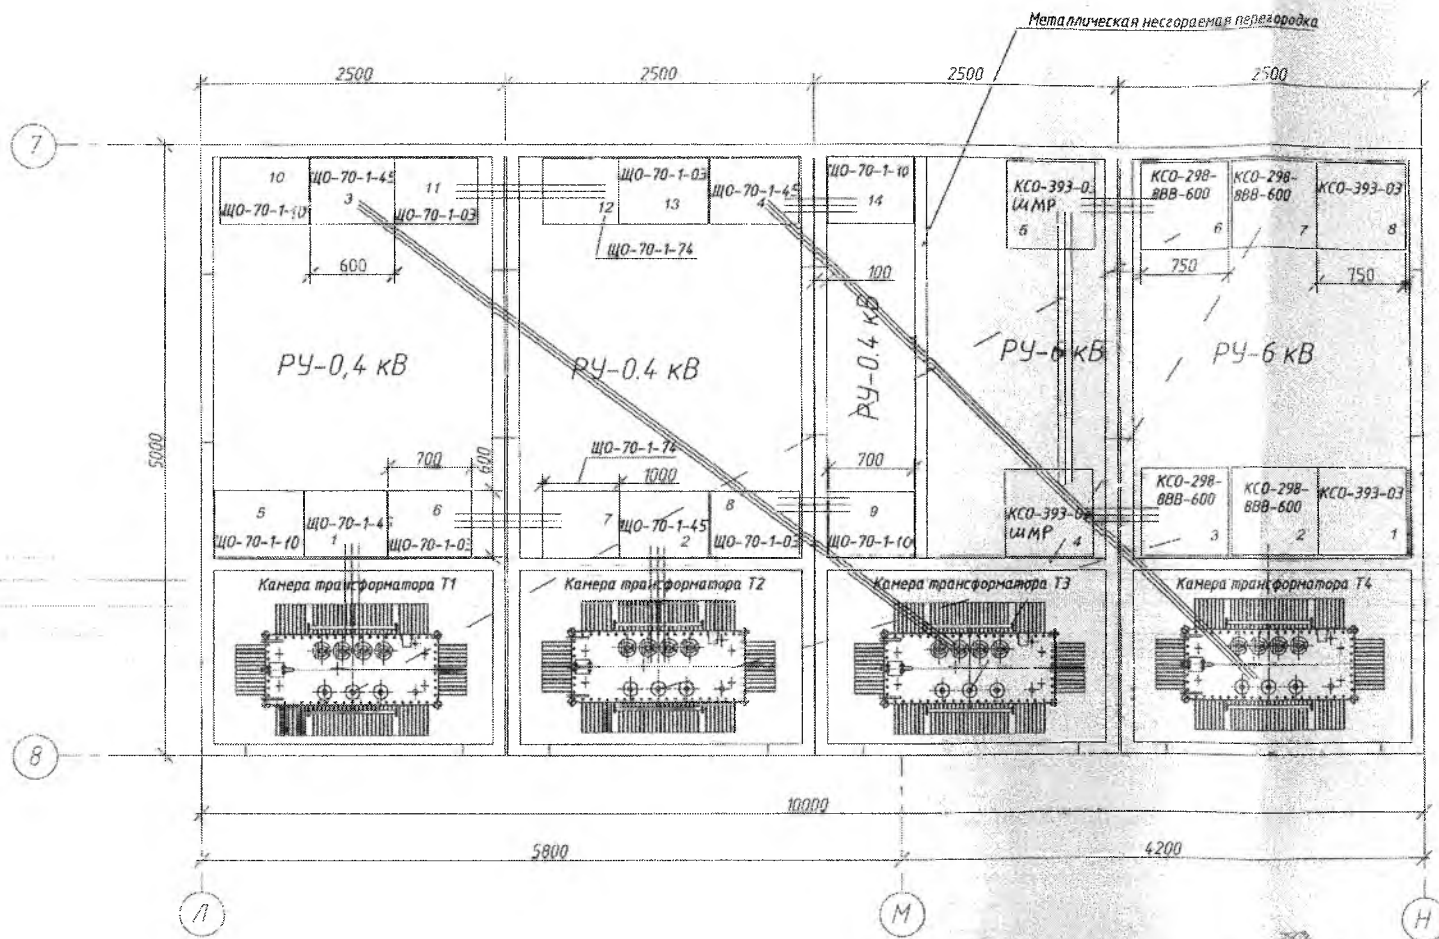 Металлическая несгораемая перегородка
2500 2500 2500 2500
7
10 ЩО-70-1-10
ЩО-70-1-45 3
11 ЩО-70-1-03
12
ЩО-70-1-03 13
ЩО-70-1-45 4
ЩО-70-1-10 14
КСО-393-03 ШМР 5
КСО-298- 8ВВ-600 6
КСО-298- 8ВВ-600 7
КСО-393-03 8
ЩО-70-1-74
600
100
750
750
РУ-0,4 кВ
РУ-0.4 кВ
РУ-0.4 кВ
РУ-6 кВ
РУ-6 кВ
5000
ЩО-70-1-74
700
600
1000
700
5 ЩО-70-1-10
ЩО-70-1-45 1
6 ЩО-70-1-03
7
ЩО-70-1-45 2
8 ЩО-70-1-03
9 ЩО-70-1-10
КСО-393-03 ШМР 4
КСО-298- 8ВВ-600 3
КСО-298- 8ВВ-600 2
КСО-393-03 1
Камера трансформатора Т1
Камера трансформатора Т2
Камера трансформатора Т3
Камера трансформатора Т4
8
10000
5800
4200
Л
М
Н